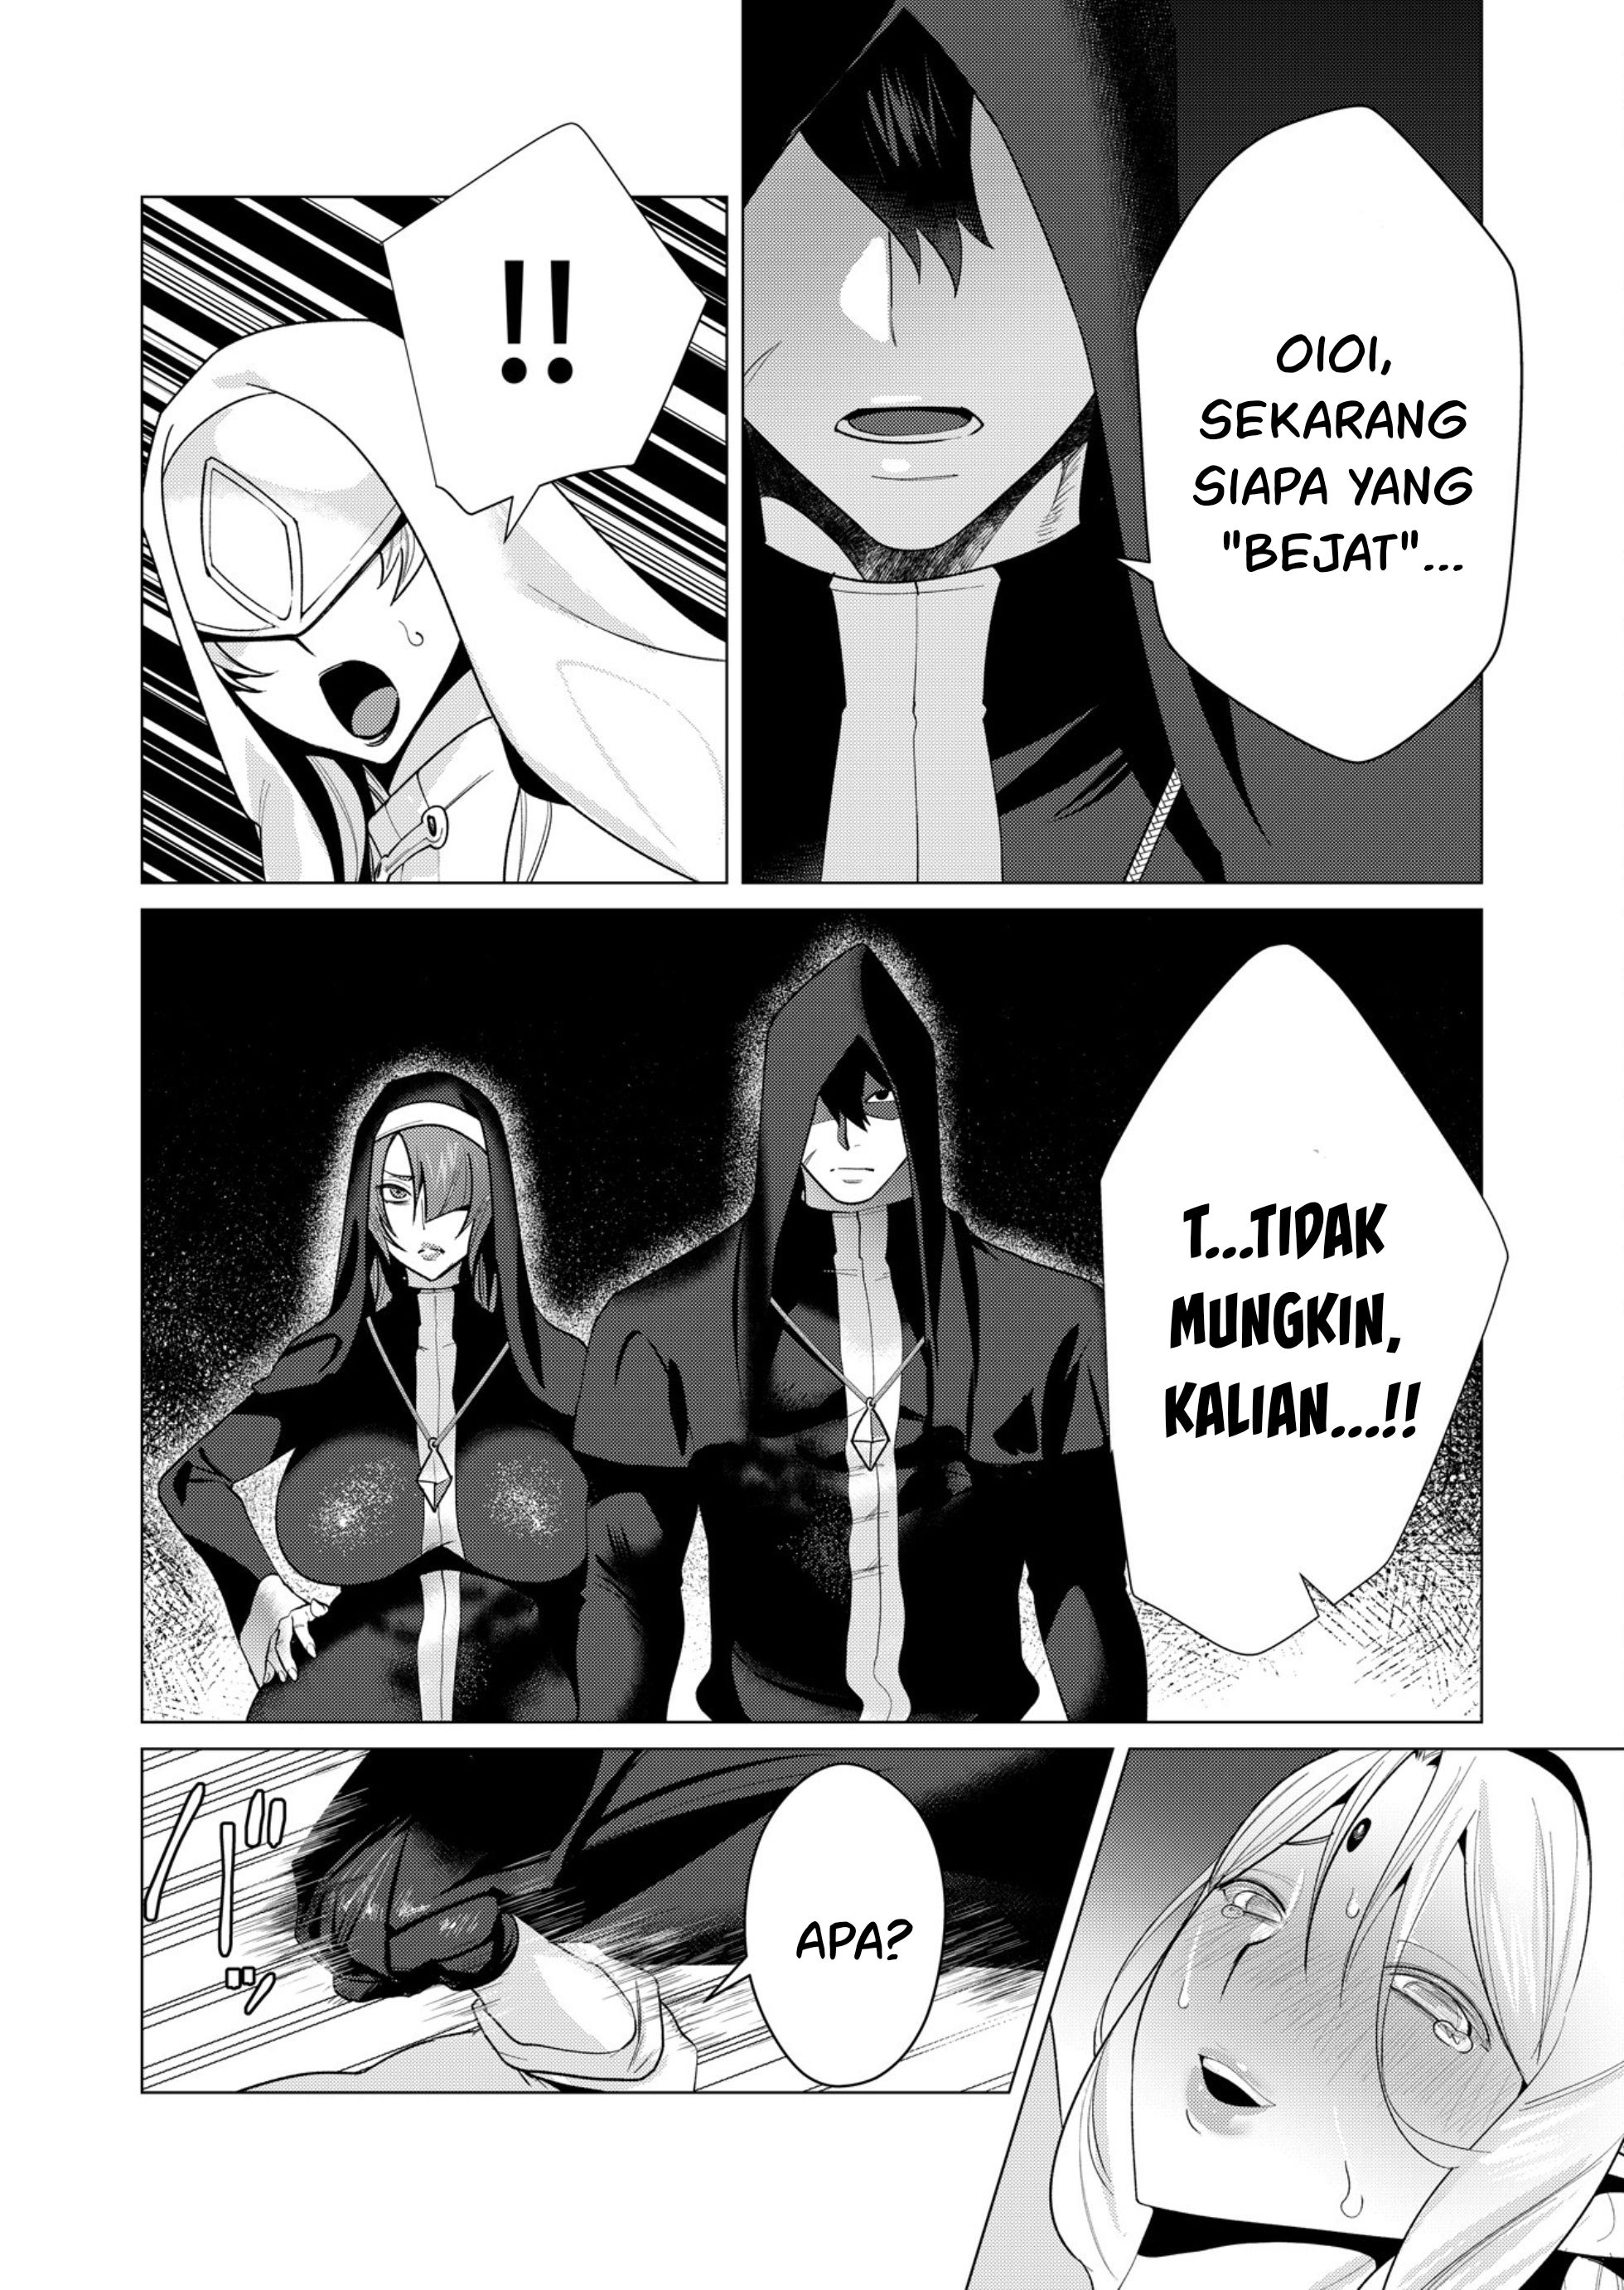 OIOI,
SEKARANG
SIAPA YANG
"BEJAT"...
!!
T...TIDAK
MUNGKIN,
KALIAN...!!
APA?